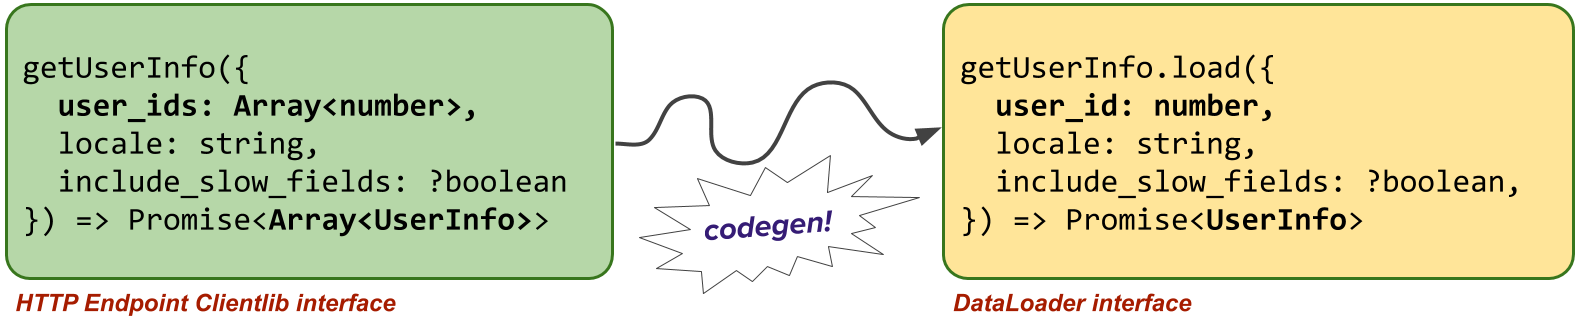 getUserInfo({
user_ids: Array<number>,
locale: string,
include_slow_fields: ?boolean
}) => Promise<Array<UserInfo>>
HTTP Endpoint Clientlib interface
codegen!
getUserInfo.load({
user_id: number,
locale: string,
include_slow_fields: ?boolean,
}) => Promise<UserInfo>
DataLoader interface